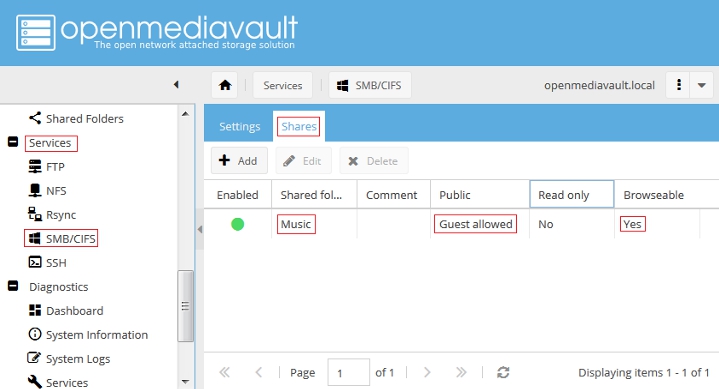 openmediavault
The open network attached storage solution
Services
SMB/CIFS
openmediavault.local
Shared Folders
Services
FTP
NFS
Rsync
SMB/CIFS
SSH
Diagnostics
Dashboard
System Information
System Logs
Services
Settings
Shares
Add
Edit
Delete
Enabled Shared fol... Comment Public Read only Browseable
Music Guest allowed No Yes
Page 1 of 1
Displaying items 1 - 1 of 1